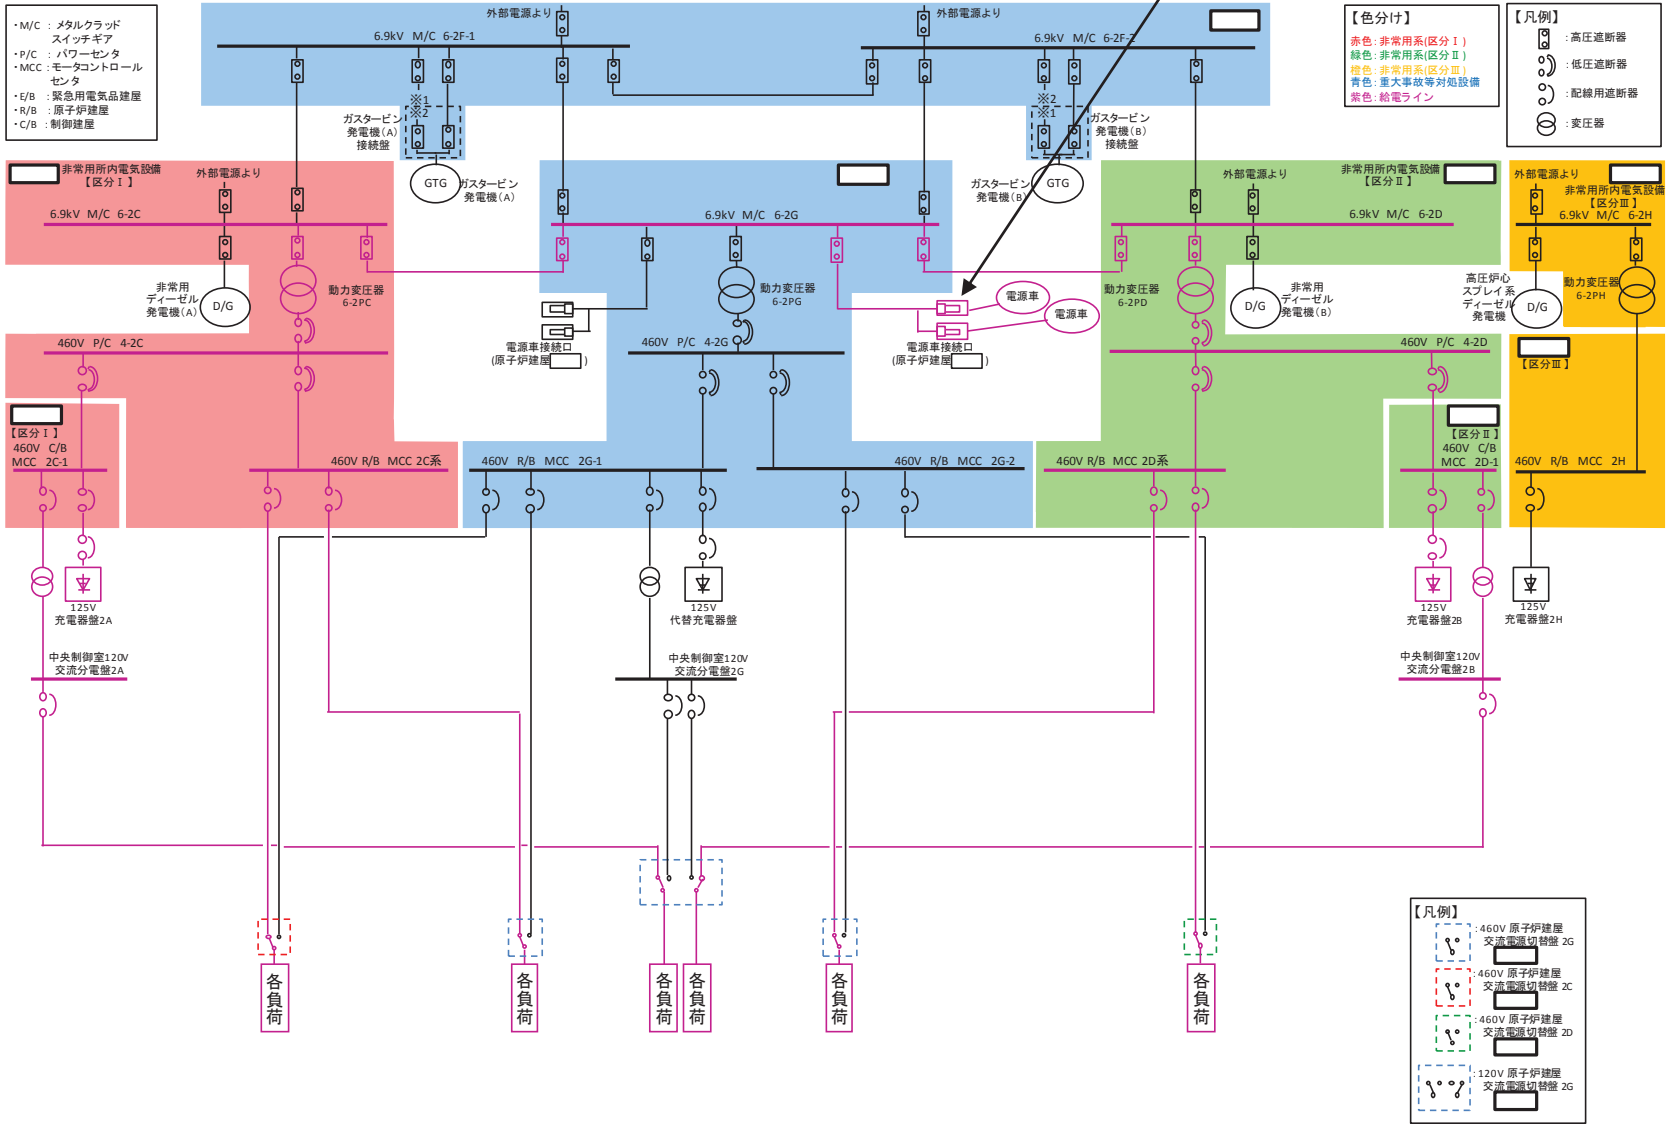 ・M/C ：メタルクラッド
スイッチギア
・P/C ：パワーセンタ
・MCC：モータコントロール
センタ
・E/B ：緊急用電気品建屋
・R/B ：原子炉建屋
・C/B ：制御建屋
外部電源より
外部電源より
6.9kV M/C 6-2F-1
6.9kV M/C 6-2F-2
【色分け】
赤色：非常用系(区分Ⅰ)
緑色：非常用系(区分Ⅱ)
橙色：非常用系(区分Ⅲ)
青色：重大事故等対処設備
紫色：給電ライン
【凡例】
：高圧遮断器
：低圧遮断器
：配線用遮断器
：変圧器
※1
※2
ガスタービン
発電機(A)
接続盤
GTG
ガスタービン
発電機(A)
※2
※1
ガスタービン
発電機(B)
接続盤
GTG
ガスタービン
発電機(B)
非常用所内電気設備
【区分Ⅰ】
外部電源より
6.9kV M/C 6-2C
非常用
ディーゼル
発電機(A)
D/G
動力変圧器
6-2PC
6.9kV M/C 6-2G
動力変圧器
6-2PG
電源車
電源車
電源車接続口
(原子炉建屋 )
電源車接続口
(原子炉建屋 )
非常用所内電気設備
【区分Ⅱ】
外部電源より
6.9kV M/C 6-2D
動力変圧器
6-2PD
D/G
非常用
ディーゼル
発電機(B)
外部電源より
非常用所内電気設備
【区分Ⅲ】
6.9kV M/C 6-2H
高圧炉心
スプレイ系
ディーゼル
発電機
D/G
動力変圧器
6-2PH
460V P/C 4-2C
460V P/C 4-2G
460V P/C 4-2D
【区分Ⅲ】
【区分Ⅰ】
460V C/B
MCC 2C-1
460V R/B MCC 2C系
460V R/B MCC 2G-1
460V R/B MCC 2G-2
460V R/B MCC 2D系
【区分Ⅱ】
460V C/B
MCC 2D-1
460V R/B MCC 2H
125V
充電器盤2A
125V
代替充電器盤
125V
充電器盤2B
125V
充電器盤2H
中央制御室120V
交流分電盤2A
中央制御室120V
交流分電盤2G
中央制御室120V
交流分電盤2B
各負荷
各負荷
各負荷
各負荷
各負荷
各負荷
【凡例】
：460V 原子炉建屋
交流電源切替盤 2G
：460V 原子炉建屋
交流電源切替盤 2C
：460V 原子炉建屋
交流電源切替盤 2D
：120V 原子炉建屋
交流電源切替盤 2G